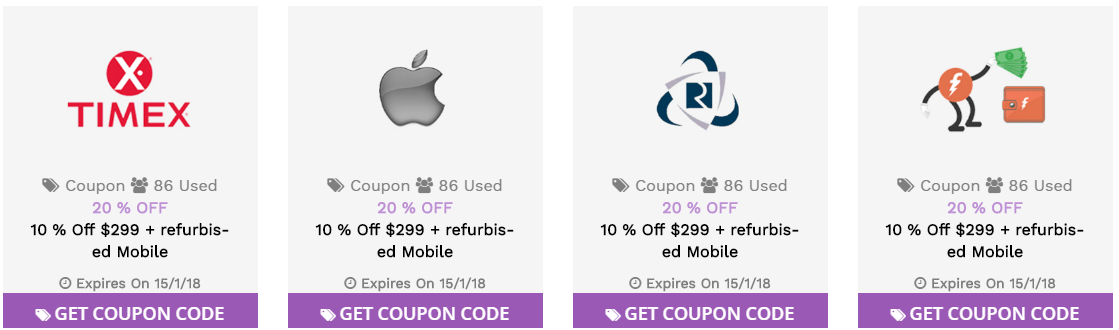 TIMEX
Coupon 86 Used
20 % OFF
10 % Off $299 + refurbis-
ed Mobile
Expires On 15/1/18
GET COUPON CODE
Coupon 86 Used
20 % OFF
10 % Off $299 + refurbis-
ed Mobile
Expires On 15/1/18
GET COUPON CODE
R
Coupon 86 Used
20 % OFF
10 % Off $299 + refurbis-
ed Mobile
Expires On 15/1/18
GET COUPON CODE
Coupon 86 Used
20 % OFF
10 % Off $299 + refurbis-
ed Mobile
Expires On 15/1/18
GET COUPON CODE